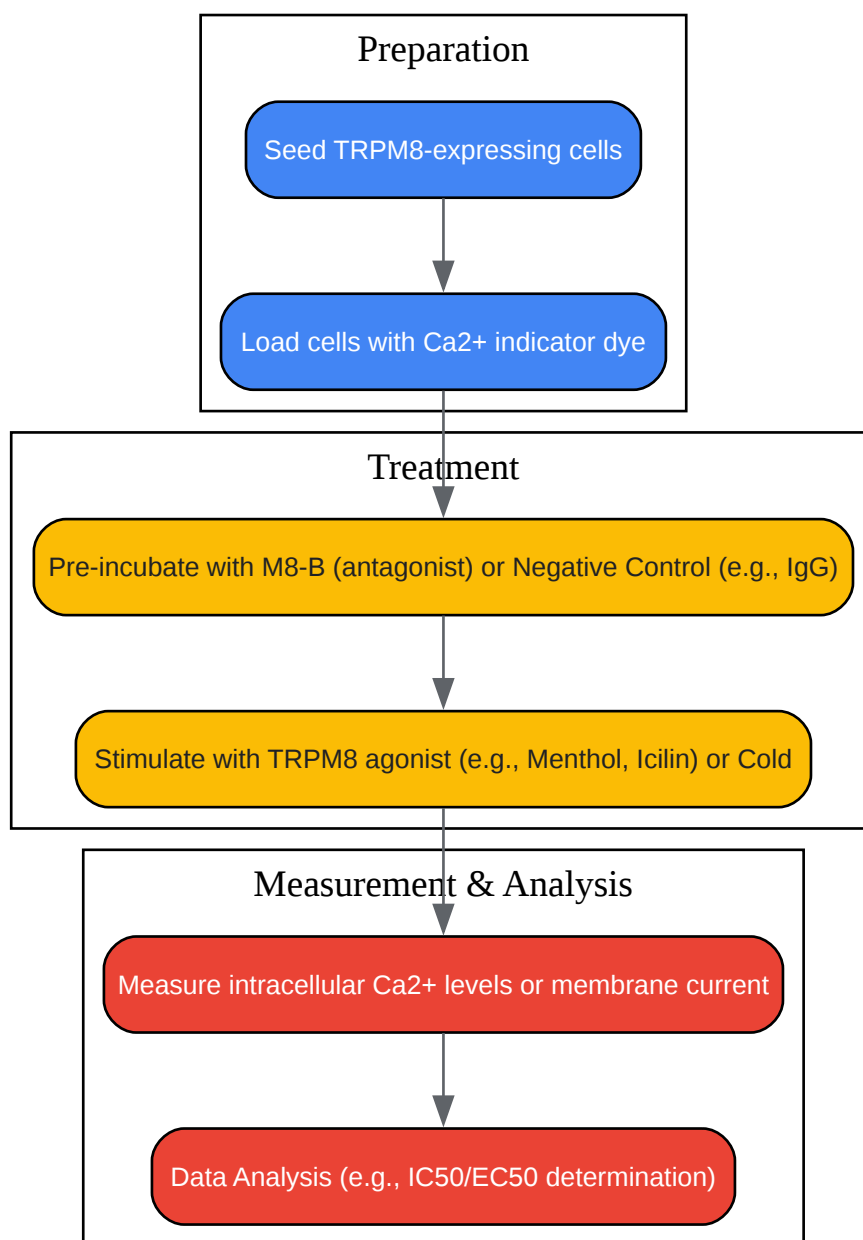 Preparation
Seed TRPM8-expressing cells
Load cells with Ca2+ indicator dye
Treatment
Pre-incubate with M8-B (antagonist) or Negative Control (e.g., IgG)
Stimulate with TRPM8 agonist (e.g., Menthol, Icilin) or Cold
Measurement & Analysis
Measure intracellular Ca2+ levels or membrane current
Data Analysis (e.g., IC50/EC50 determination)